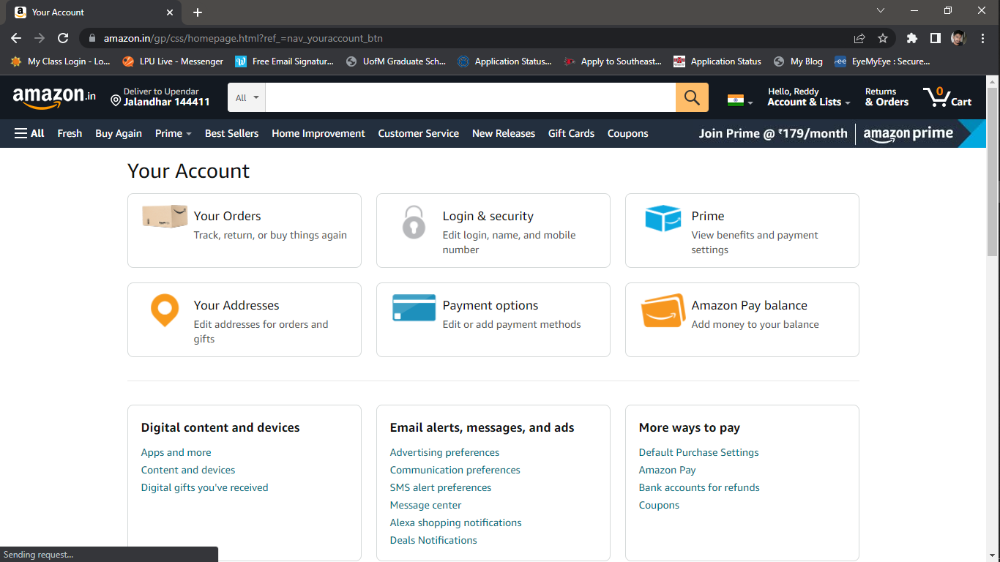 Your Account
amazon.in/gp/css/homepage.html?ref_=nav_youraccount_btn
My Class Login - Lo...
LPU Live - Messenger
Free Email Signatur...
UofM Graduate Sch...
Application Status...
Apply to Southeast...
Application Status
My Blog
EyeMyEye : Secure...
amazon.in
Deliver to Upendar
Jalandhar 144411
All
Hello, Reddy
Account & Lists
Returns
& Orders
0
Cart
All
Fresh
Buy Again
Prime
Best Sellers
Home Improvement
Customer Service
New Releases
Gift Cards
Coupons
Join Prime @ ₹179/month
amazon prime
Your Account
Your Orders
Track, return, or buy things again
Login & security
Edit login, name, and mobile
number
Prime
View benefits and payment
settings
Your Addresses
Edit addresses for orders and
gifts
Payment options
Edit or add payment methods
Amazon Pay balance
Add money to your balance
Digital content and devices
Apps and more
Content and devices
Digital gifts you've received
Email alerts, messages, and ads
Advertising preferences
Communication preferences
SMS alert preferences
Message center
Alexa shopping notifications
Deals Notifications
More ways to pay
Default Purchase Settings
Amazon Pay
Bank accounts for refunds
Coupons
Sending request...